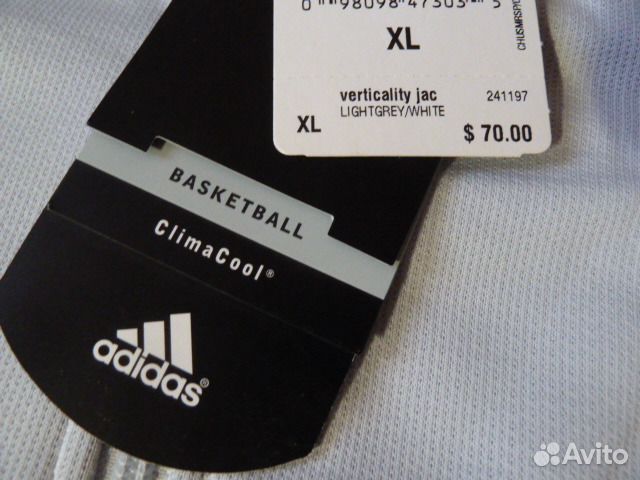 XL
verticality jac 241197
LIGHTGREY/WHITE
XL
$ 70.00
BASKETBALL
ClimaCool®
adidas®
Avito